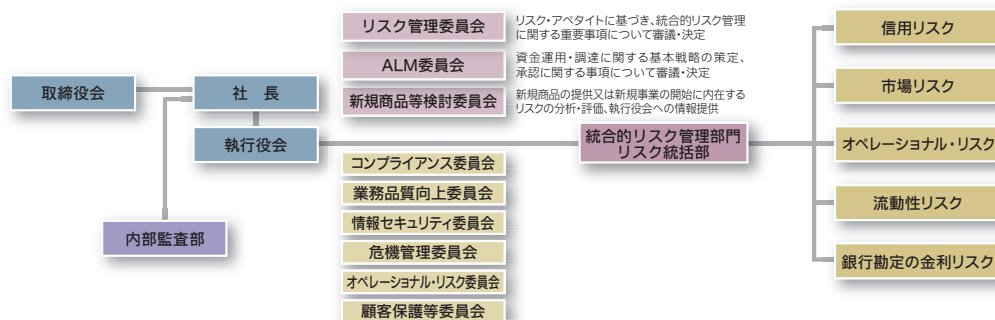 取締役会
社 長
執行役会
内部監査部
リスク管理委員会
リスク・アペタイトに基づき、統合的リスク管理
に関する重要事項について審議・決定
ALM委員会
資金運用・調達に関する基本戦略の策定、
承認に関する事項について審議・決定
新規商品等検討委員会
新規商品の提供又は新規事業の開始に内在する
リスクの分析・評価、執行役会への情報提供
コンプライアンス委員会
業務品質向上委員会
情報セキュリティ委員会
危機管理委員会
オペレーショナル・リスク委員会
顧客保護等委員会
統合的リスク管理部門
リスク統括部
信用リスク
市場リスク
オペレーショナル・リスク
流動性リスク
銀行勘定の金利リスク